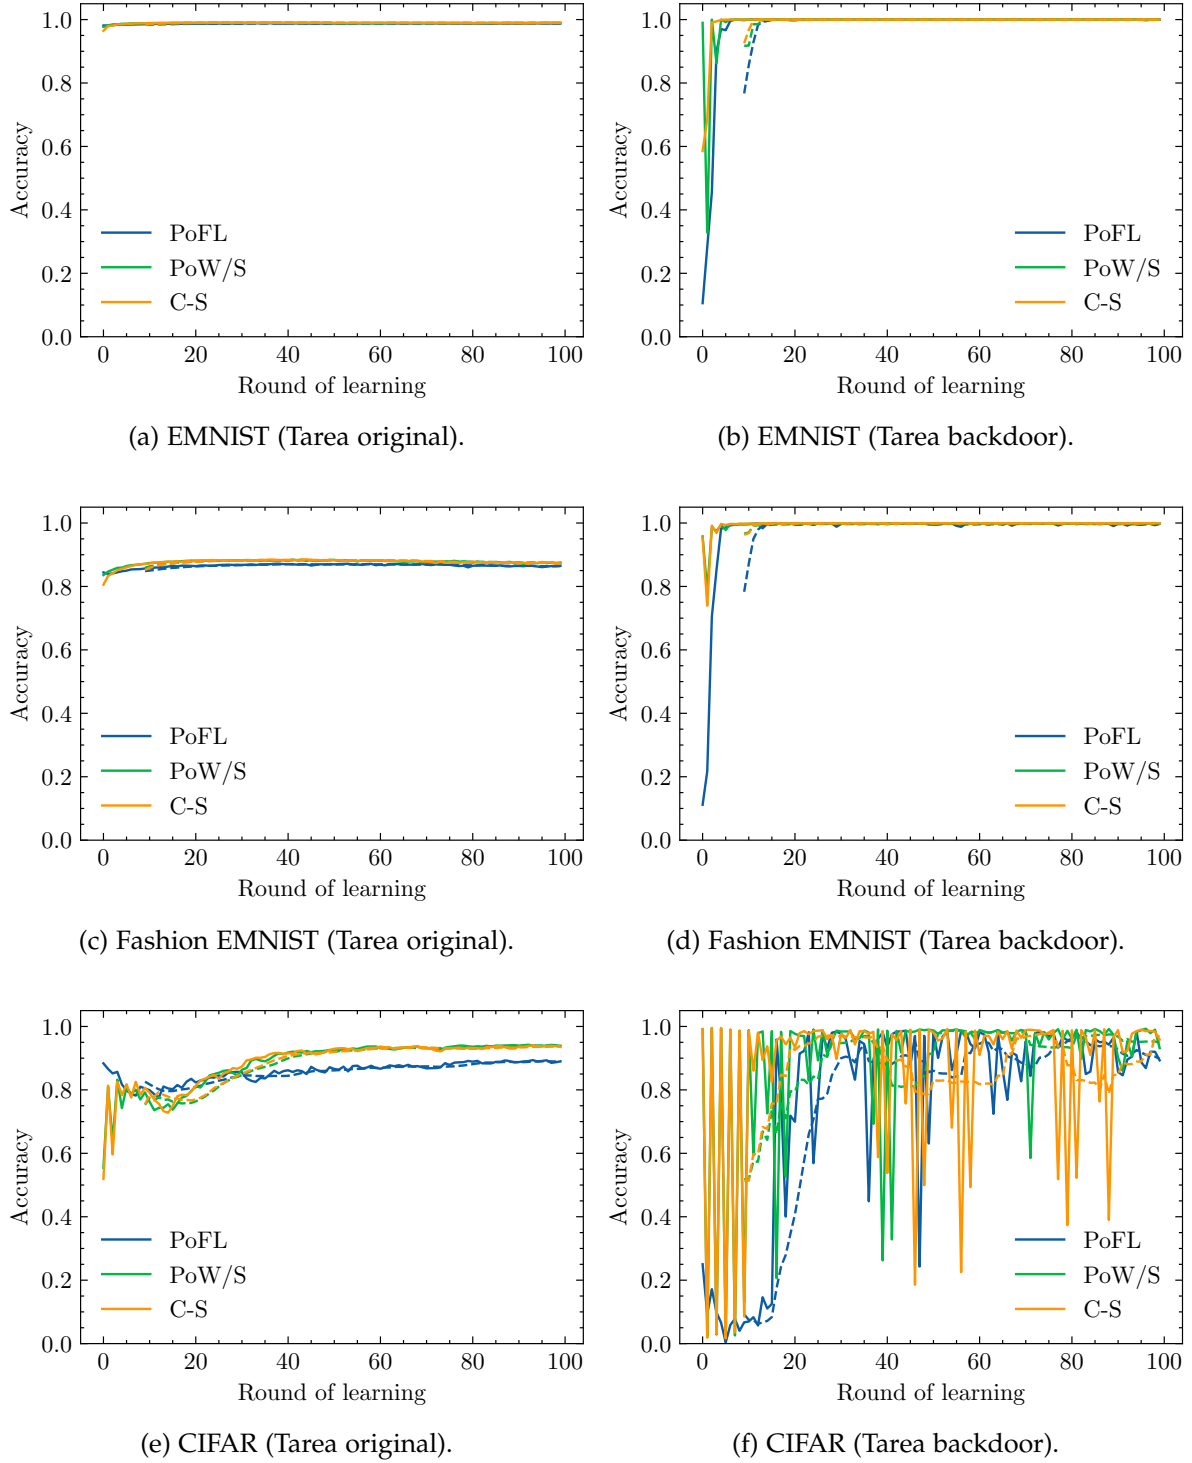 1.0
0.8
0.6
0.4
0.2
0.0
Accuracy
PoFL
PoW/S
C-S
0 20 40 60 80 100
Round of learning
(a) EMNIST (Tarea original).
1.0
0.8
0.6
0.4
0.2
0.0
Accuracy
PoFL
PoW/S
C-S
0 20 40 60 80 100
Round of learning
(b) EMNIST (Tarea backdoor).
1.0
0.8
0.6
0.4
0.2
0.0
Accuracy
PoFL
PoW/S
C-S
0 20 40 60 80 100
Round of learning
(c) Fashion EMNIST (Tarea original).
1.0
0.8
0.6
0.4
0.2
0.0
Accuracy
PoFL
PoW/S
C-S
0 20 40 60 80 100
Round of learning
(d) Fashion EMNIST (Tarea backdoor).
1.0
0.8
0.6
0.4
0.2
0.0
Accuracy
PoFL
PoW/S
C-S
0 20 40 60 80 100
Round of learning
(e) CIFAR (Tarea original).
1.0
0.8
0.6
0.4
0.2
0.0
Accuracy
PoFL
PoW/S
C-S
0 20 40 60 80 100
Round of learning
(f) CIFAR (Tarea backdoor).